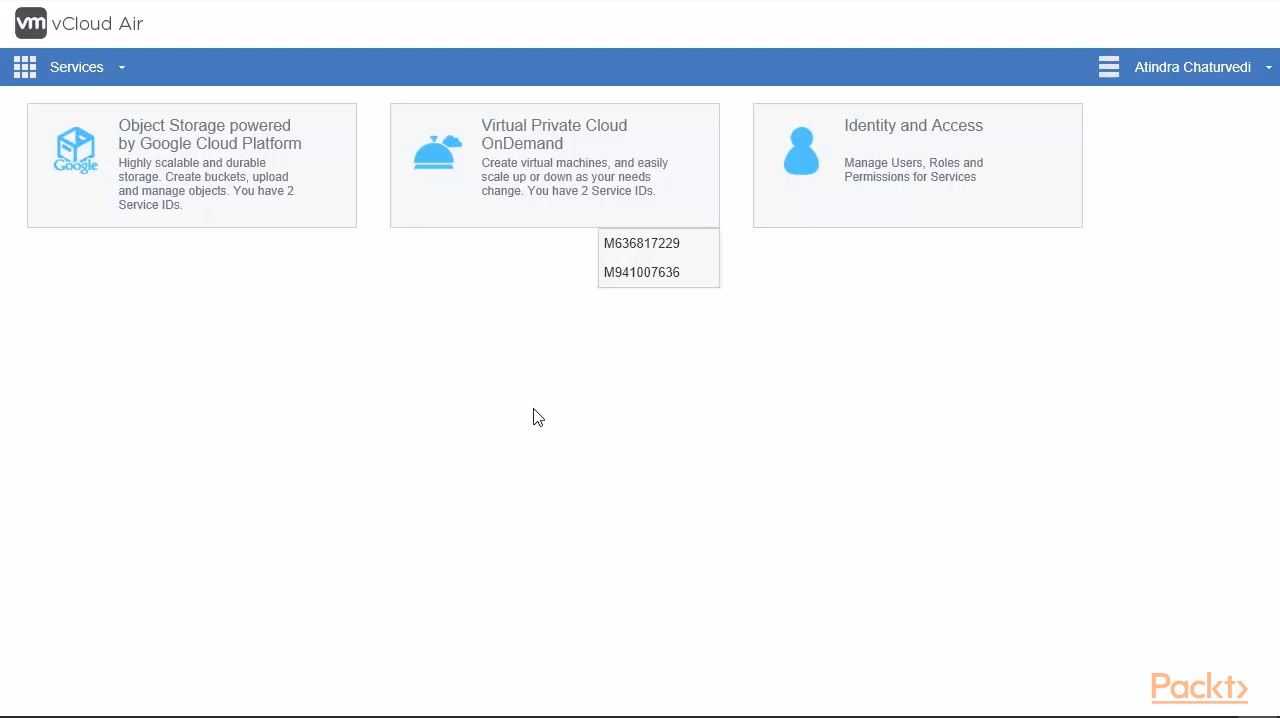 vm vCloud Air
Services
Atindra Chaturvedi
Object Storage powered
by Google Cloud Platform
Highly scalable and durable
storage. Create buckets, upload
and manage objects. You have 2
Service IDs.
Google
Virtual Private Cloud
OnDemand
Create virtual machines, and easily
scale up or down as your needs
change. You have 2 Service IDs.
Identity and Access
Manage Users, Roles and
Permissions for Services
M636817229
M941007636
Packt>